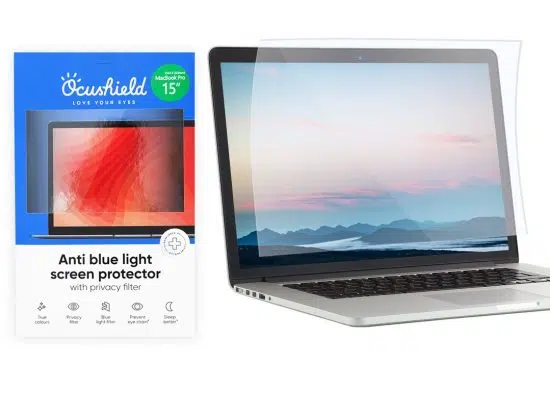 Ocushield
LOVE YOUR EYES
MacBook Pro
15"
Anti blue light
screen protector
with privacy filter
True
colours
Privacy
filter
Blue
light filter
Prevent
eye strain*
Sleep
better*